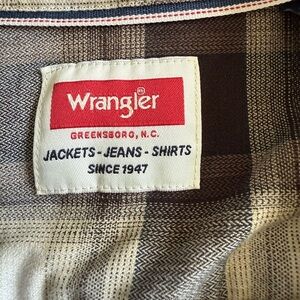 Wrangler
GREENSBORO, N.C.
JACKETS - JEANS - SHIRTS
SINCE 1947